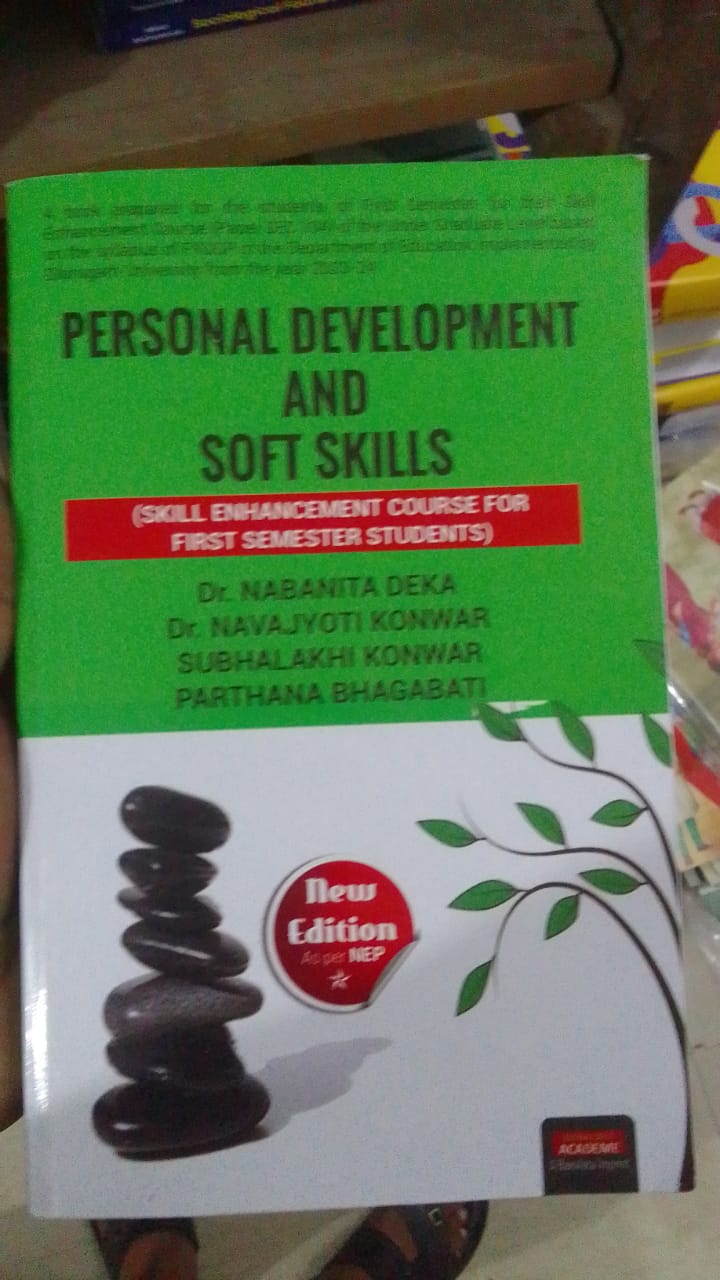 Sociological
A book prepared for the students of First Semester for their Skill
Enhancement Course (Paper of the Under Graduate Level based
on the syllabus of FYUGP of the Department of Education implemented by
University from the year 2023-24
PERSONAL DEVELOPMENT
AND
SOFT SKILLS
(SKILL ENHANCEMENT COURSE FOR
FIRST SEMESTER STUDENTS)
Dr. NABANITA DEKA
Dr. NAVAJYOTI KONWAR
SUBHALAKHI KONWAR
PARTHANA BHAGABATI
New
Edition
As per NEP
ACADEME